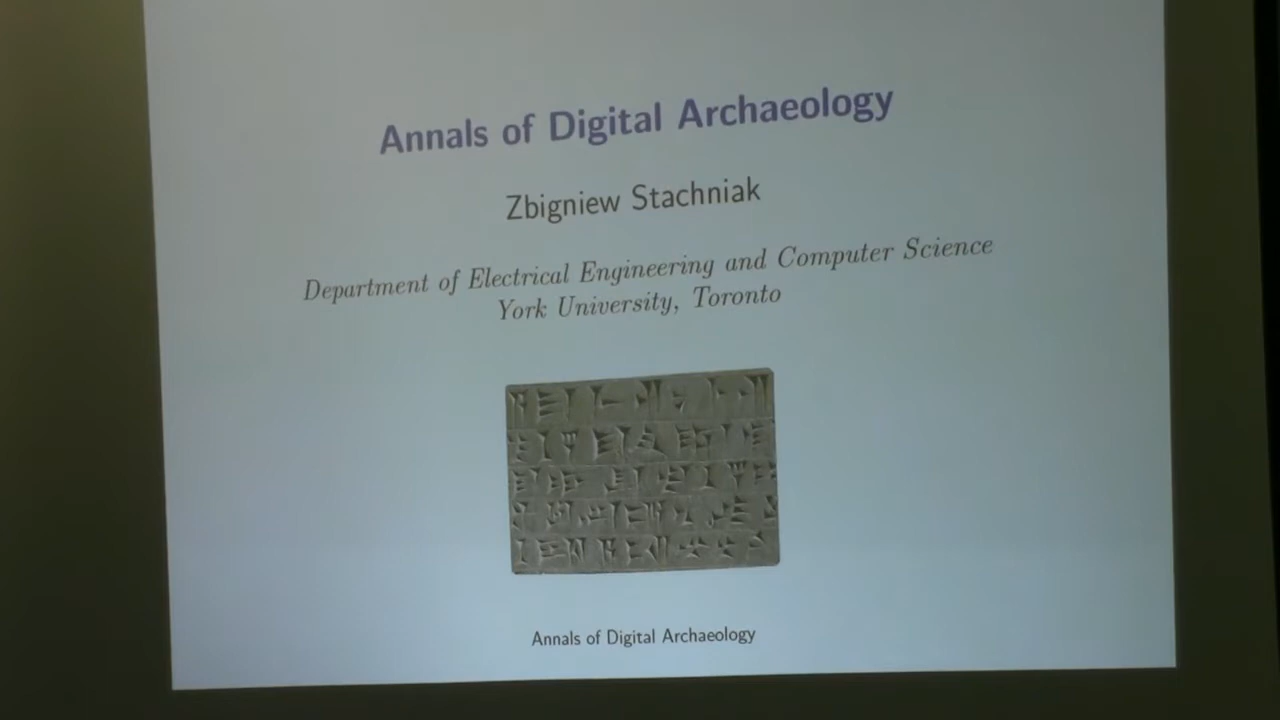 Annals of Digital Archaeology
Zbigniew Stachniak
Department of Electrical Engineering and Computer Science
York University, Toronto
Annals of Digital Archaeology